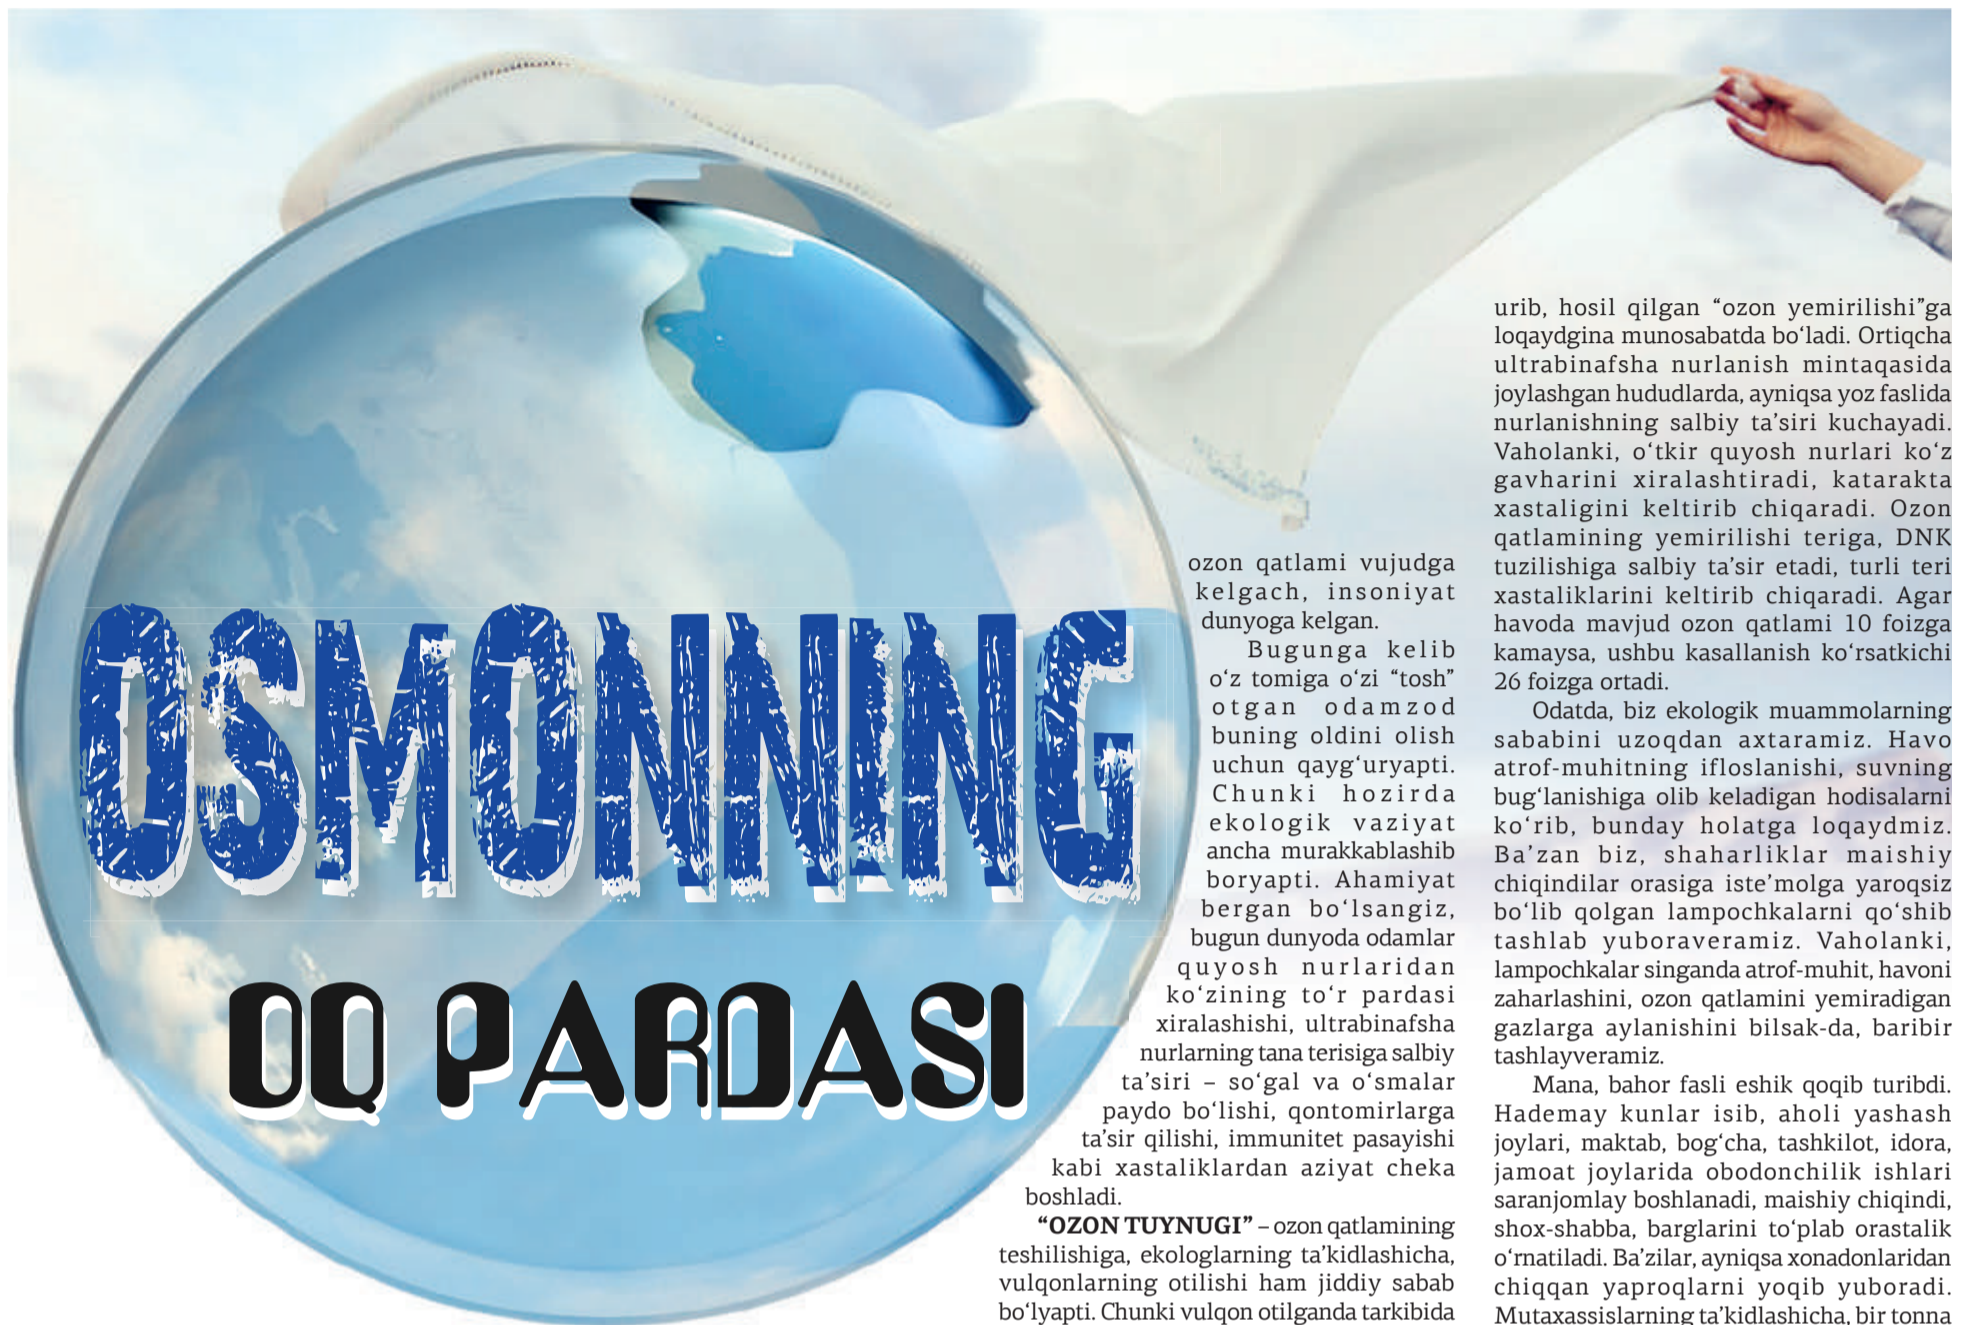 OSMONNING
OQ PARDASI
ozon qatlami vujudga
kelgach, insoniyat
dunyoga kelgan.
Bugunga kelib
o‘z tomiga o‘zi “tosh”
otgan odamzod
buning oldini olish
uchun qayg‘uryapti.
Chunki hozirda
ekologik vaziyat
ancha murakkablashib
boryapti. Ahamiyat
bergan bo‘lsangiz,
bugun dunyoda odamlar
quyosh nurlaridan
ko‘zining to‘r pardasi
xiralashishi, ultrabinafsha
nurlarning tana terisiga salbiy
ta’siri – so‘gal va o‘smalar
paydo bo‘lishi, qontomirlarga
ta’sir qilishi, immunitet pasayishi
kabi xastaliklardan aziyat cheka
boshladi.
“OZON TUYNUGI” – ozon qatlamining
teshilishiga, ekologlarning ta’kidlashicha,
vulqonlarning otilishi ham jiddiy sabab
bo‘lyapti. Chunki vulqon otilganda tarkibida
urib, hosil qilgan “ozon yemirilishi”ga
loqaydgina munosabatda bo‘ladi. Ortiqcha
ultrabinafsha nurlanish mintaqasida
joylashgan hududlarda, ayniqsa yoz faslida
nurlanishning salbiy ta’siri kuchayadi.
Vaholanki, o‘tkir quyosh nurlari ko‘z
gavharini xiralashtiradi, katarakta
xastaligini keltirib chiqaradi. Ozon
qatlamining yemirilishi teriga, DNK
tuzilishiga salbiy ta’sir etadi, turli teri
xastaliklarini keltirib chiqaradi. Agar
havoda mavjud ozon qatlami 10 foizga
kamaysa, ushbu kasallanish ko‘rsatkichi
26 foizga ortadi.
Odatda, biz ekologik muammolarning
sababini uzoqdan axtaramiz. Havo
atrof-muhitning ifloslanishi, suvning
bug‘lanishiga olib keladigan hodisalarni
ko‘rib, bunday holatga loqaydmiz.
Ba’zan biz, shaharliklar maishiy
chiqindilar orasiga iste’molga yaroqsiz
bo‘lib qolgan lampochkalarni qo‘shib
tashlab yuboraveramiz. Vaholanki,
lampochkalar singanda atrof-muhit, havoni
zaharlashini, ozon qatlamini yemiradigan
gazlarga aylanishini bilsak-da, baribir
tashlayveramiz.
Mana, bahor fasli eshik qoqib turibdi.
Hademay kunlar isib, aholi yashash
joylari, maktab, bog‘cha, tashkilot, idora,
jamoat joylarida obodonchilik ishlari
saranjomlay boshlanadi, maishiy chiqindi,
shox-shabba, barglarini to‘plab orastalik
o‘rnatiladi. Ba’zilar, ayniqsa xonadonlaridan
chiqqan yaproqlarni yoqib yuboradi.
Mutaxassislarning ta’kidlashicha, bir tonna